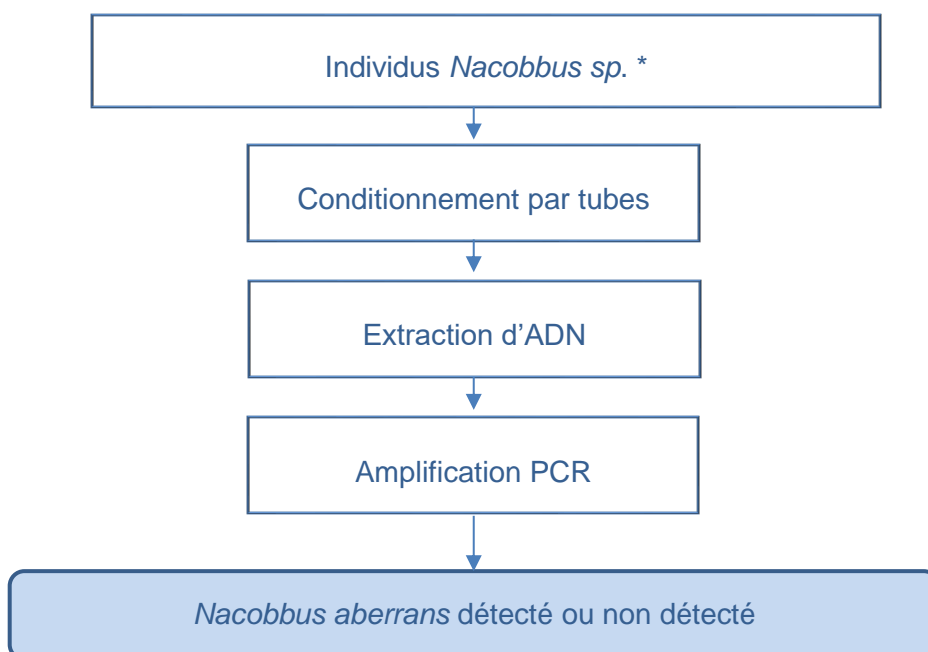 Individus Nacobbus sp. *
Conditionnement par tubes
Extraction d’ADN
Amplification PCR
Nacobbus aberrans détecté ou non détecté